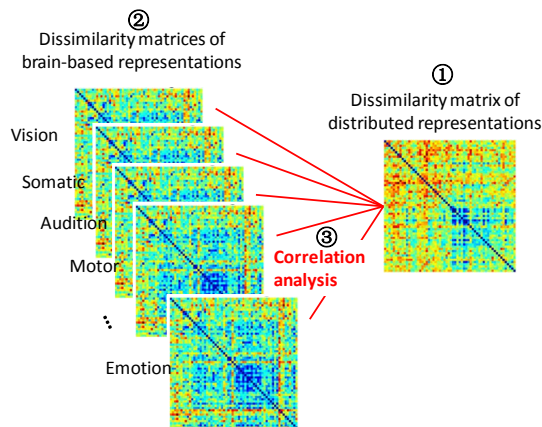 ②
Dissimilarity matrices of
brain-based representations
①
Dissimilarity matrix of
distributed representations
Vision
Somatic
Audition
Motor
...
Emotion
③
Correlation
analysis